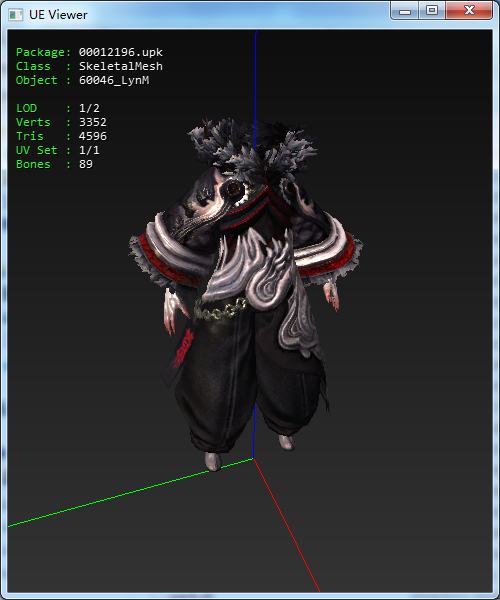 UE Viewer
Package: 00012196.upk
Class : SkeletalMesh
Object : 60046_LynM
LOD : 1/2
Verts : 3352
Tris : 4596
UV Set : 1/1
Bones : 89